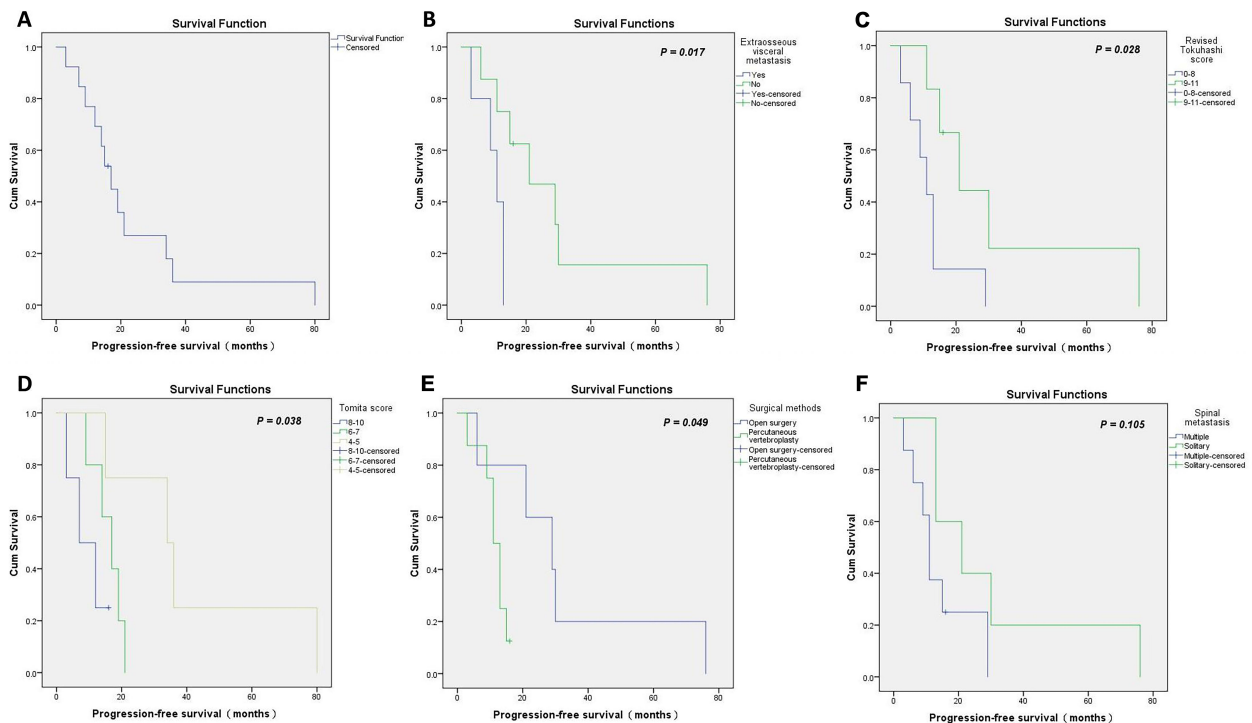 A
Survival Function
Survival Function
Censored
Cum Survival
1.0
0.8
0.6
0.4
0.2
0.0
0 20 40 60 80
Progression-free survival（months）
B
Survival Functions
P = 0.017
Extraosseous
visceral
metastasis
Yes
No
Yes-censored
No-censored
Cum Survival
1.0
0.8
0.6
0.4
0.2
0.0
0 20 40 60 80
Progression-free survival（months）
C
Survival Functions
P = 0.028
Revised
Tokuhashi
score
0-8
9-11
0-8-censored
9-11-censored
Cum Survival
1.0
0.8
0.6
0.4
0.2
0.0
0 20 40 60 80
Progression-free survival（months）
D
Survival Functions
P = 0.038
Tomita score
8-10
6-7
4-5
8-10-censored
6-7-censored
4-5-censored
Cum Survival
1.0
0.8
0.6
0.4
0.2
0.0
0 20 40 60 80
Progression-free survival（months）
E
Survival Functions
P = 0.049
Surgical methods
Open surgery
Percutaneous
vertebroplasty
Open surgery-censored
Percutaneous
vertebroplasty-censored
Cum Survival
1.0
0.8
0.6
0.4
0.2
0.0
0 20 40 60 80
Progression-free survival（months）
F
Survival Functions
P = 0.105
Spinal
metastasis
Multiple
Solitary
Multiple-censored
Solitary-censored
Cum Survival
1.0
0.8
0.6
0.4
0.2
0.0
0 20 40 60 80
Progression-free survival（months）